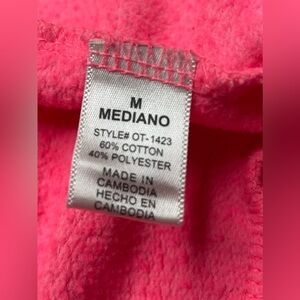 M
MEDIANO
STYLE# OT-1423
60% COTTON
40% POLYESTER
MADE IN
CAMBODIA
HECHO EN
CAMBODIA